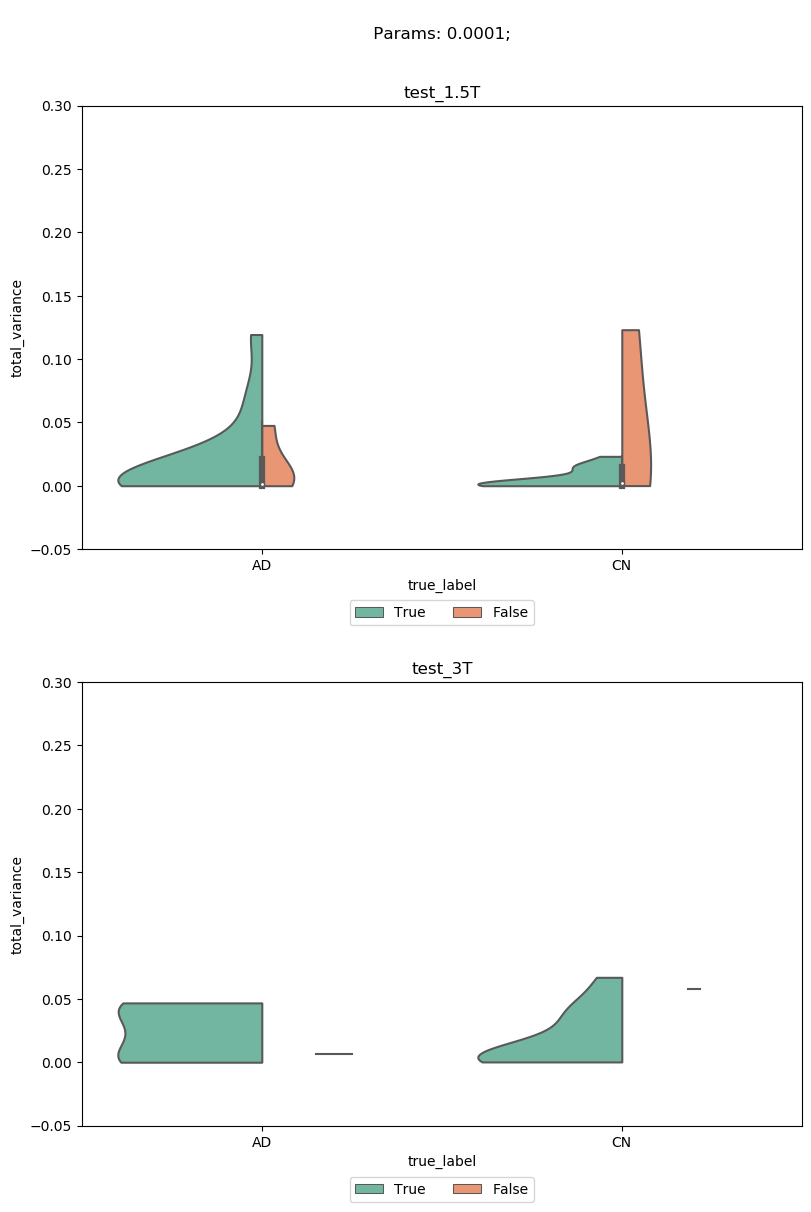 Params: 0.0001;
test_1.5T
0.30
0.25
0.20
0.15
0.10
0.05
0.00
−0.05
total_variance
AD
CN
true_label
True
False
test_3T
0.30
0.25
0.20
0.15
0.10
0.05
0.00
−0.05
total_variance
AD
CN
true_label
True
False